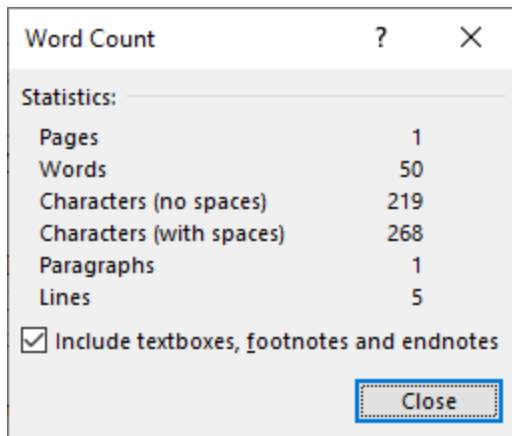 Word Count ? ✕
Statistics:
Pages 1
Words 50
Characters (no spaces) 219
Characters (with spaces) 268
Paragraphs 1
Lines 5
Include textboxes, footnotes and endnotes
Close